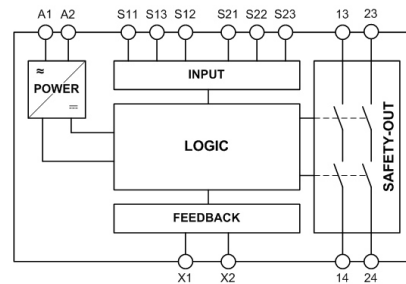 A1 A2 S11 S13 S12 S21 S22 S23 13 23
POWER
INPUT
LOGIC
SAFETY-OUT
FEEDBACK
X1 X2 14 24